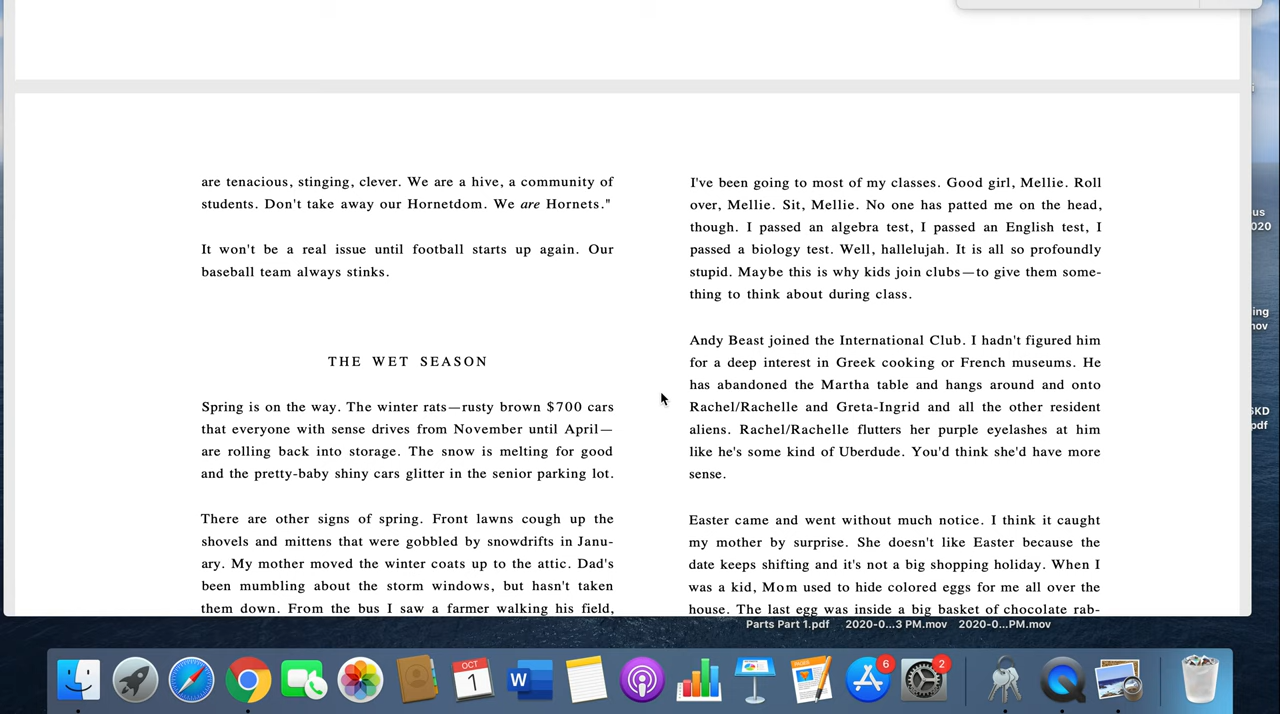 are tenacious, stinging, clever. We are a hive, a community of
students. Don't take away our Hornetdom. We are Hornets."
It won't be a real issue until football starts up again. Our
baseball team always stinks.
THE WET SEASON
Spring is on the way. The winter rats—rusty brown $700 cars
that everyone with sense drives from November until April—
are rolling back into storage. The snow is melting for good
and the pretty-baby shiny cars glitter in the senior parking lot.
There are other signs of spring. Front lawns cough up the
shovels and mittens that were gobbled by snowdrifts in Janu-
ary. My mother moved the winter coats up to the attic. Dad's
been mumbling about the storm windows, but hasn't taken
them down. From the bus I saw a farmer walking his field,
I've been going to most of my classes. Good girl, Mellie. Roll
over, Mellie. Sit, Mellie. No one has patted me on the head,
though. I passed an algebra test, I passed an English test, I
passed a biology test. Well, hallelujah. It is all so profoundly
stupid. Maybe this is why kids join clubs—to give them some-
thing to think about during class.
Andy Beast joined the International Club. I hadn't figured him
for a deep interest in Greek cooking or French museums. He
has abandoned the Martha table and hangs around and onto
Rachel/Rachelle and Greta-Ingrid and all the other resident
aliens. Rachel/Rachelle flutters her purple eyelashes at him
like he's some kind of Uberdude. You'd think she'd have more
sense.
Easter came and went without much notice. I think it caught
my mother by surprise. She doesn't like Easter because the
date keeps shifting and it's not a big shopping holiday. When I
was a kid, Mom used to hide colored eggs for me all over the
house. The last egg was inside a big basket of chocolate rab-
i
us
020
ing
mov
6KD
pdf
Parts Part 1.pdf 2020-0...3 PM.mov 2020-0...PM.mov
OCT
1
W
PAGES
6
2